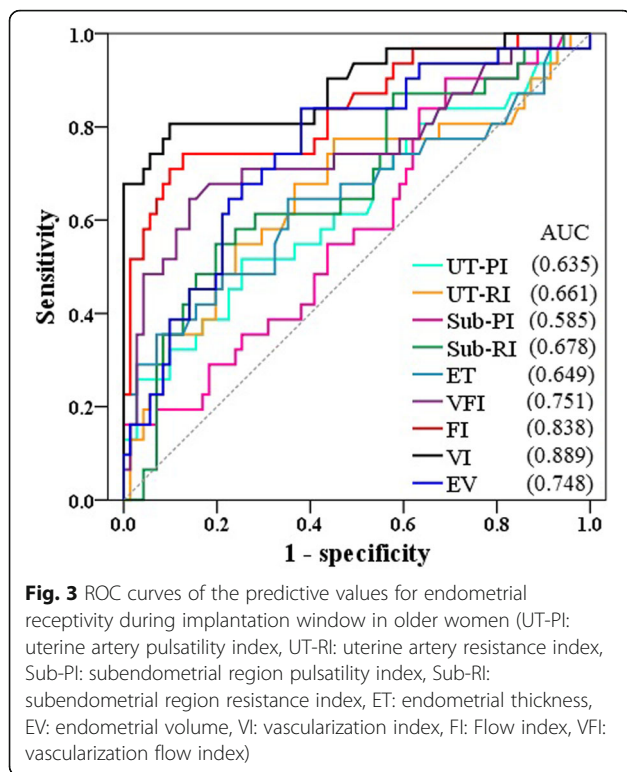 1.0
0.8
0.6
0.4
0.2
0.0
Sensitivity
AUC
UT-PI (0.635)
UT-RI (0.661)
Sub-PI (0.585)
Sub-RI (0.678)
ET (0.649)
VFI (0.751)
FI (0.838)
VI (0.889)
EV (0.748)
0.0 0.2 0.4 0.6 0.8 1.0
1 - specificity
Fig. 3 ROC curves of the predictive values for endometrial
receptivity during implantation window in older women (UT-PI:
uterine artery pulsatility index, UT-RI: uterine artery resistance index,
Sub-PI: subendometrial region pulsatility index, Sub-RI:
subendometrial region resistance index, ET: endometrial thickness,
EV: endometrial volume, VI: vascularization index, FI: Flow index, VFI:
vascularization flow index)